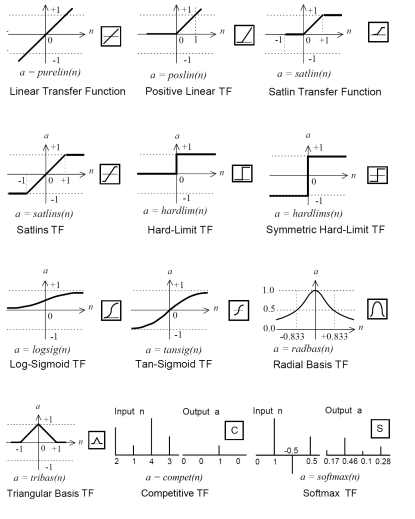 +1
n
0
-1
a = purelin(n)
Linear Transfer Function
+1
n
0
1
-1
a = poslin(n)
Positive Linear TF
+1
n
-1
0
+1
-1
a = satlin(n)
Satlin Transfer Function
a
+1
n
-1
0
+1
-1
a = satlins(n)
Satlins TF
a
+1
n
0
-1
a = hardlim(n)
Hard-Limit TF
a
+1
n
0
-1
a = hardlims(n)
Symmetric Hard-Limit TF
a
+1
n
0
-1
a = logsig(n)
Log-Sigmoid TF
a
+1
n
0
-1
a = tansig(n)
Tan-Sigmoid TF
a
1.0
0.5
0.0
n
-0.833
+0.833
a = radbas(n)
Radial Basis TF
a
+1
n
-1
0
+1
a = tribas(n)
Triangular Basis TF
Input n
Output a
C
2 1 4 3
0 0 1 0
a = compet(n)
Competitive TF
Input n
Output a
S
-0.5
0 1 0.5
0.17 0.46 0.1 0.28
a = softmax(n)
Softmax TF